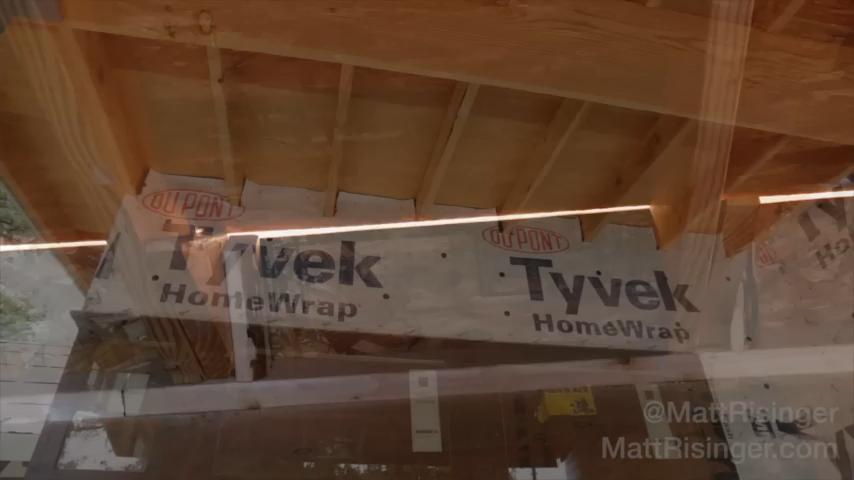 DUPONT
Tyvek
HomeWrap
DUPONT
Tyvek
HomeWrap
@MattRisinger
MattRisinger.com